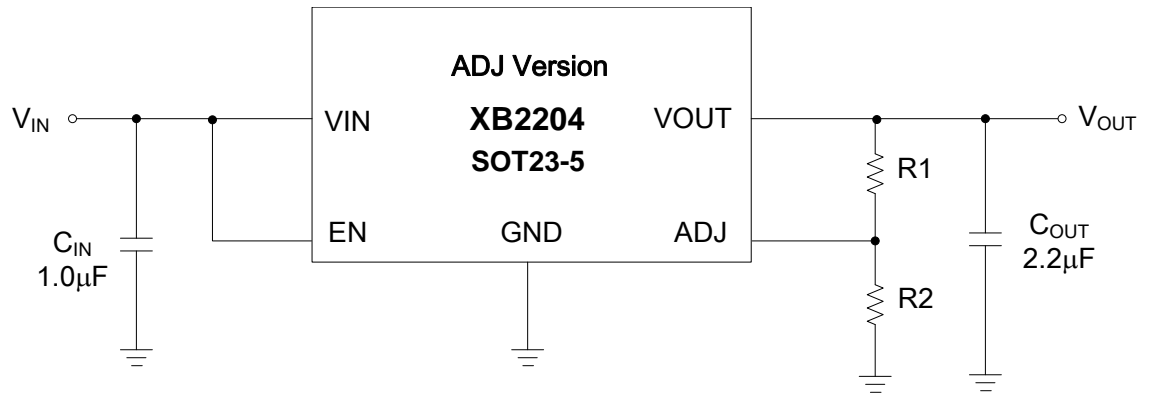 ADJ Version
XB2204
SOT23-5
V_IN
VIN
VOUT
V_OUT
R1
EN
GND
ADJ
C_IN
1.0μF
C_OUT
2.2μF
R2